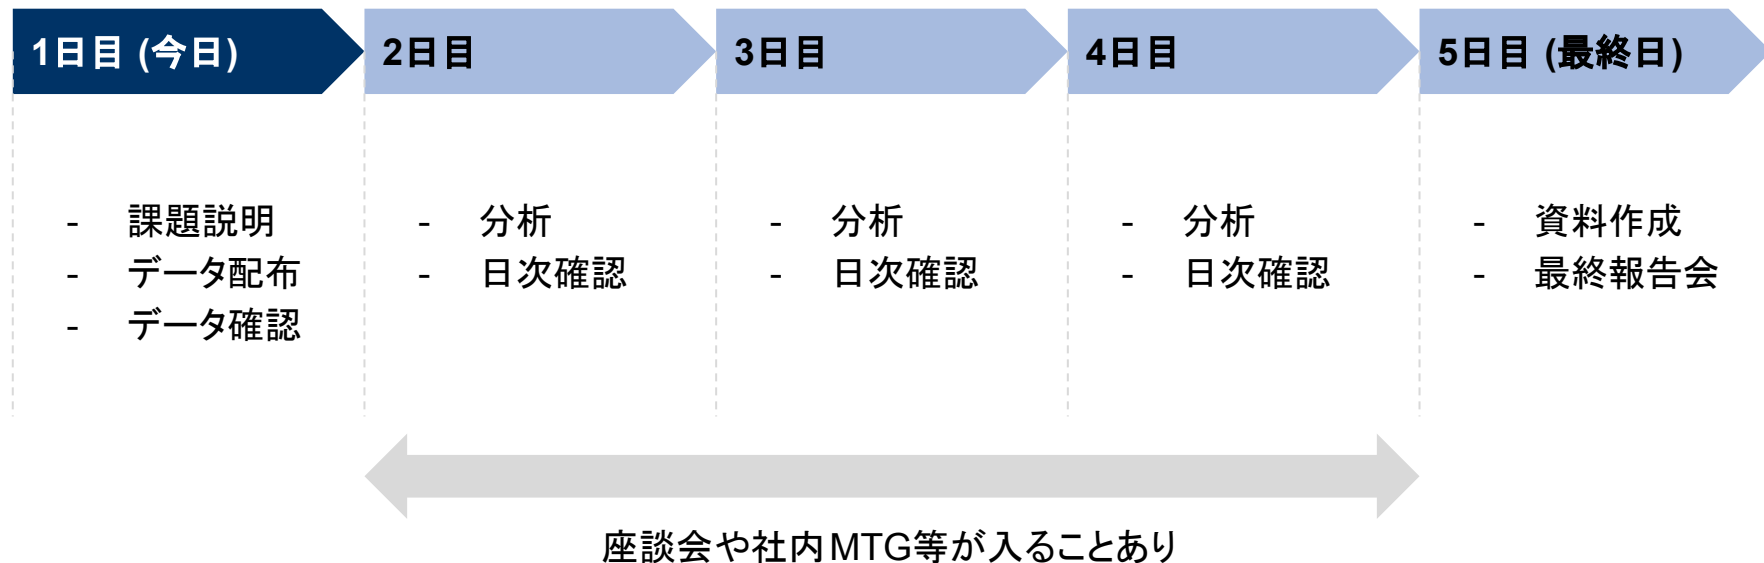 1日目 (今日)
2日目
3日目
4日目
5日目 (最終日)
- 課題説明
- データ配布
- データ確認
- 分析
- 日次確認
- 分析
- 日次確認
- 分析
- 日次確認
- 資料作成
- 最終報告会
座談会や社内MTG等が入ることあり